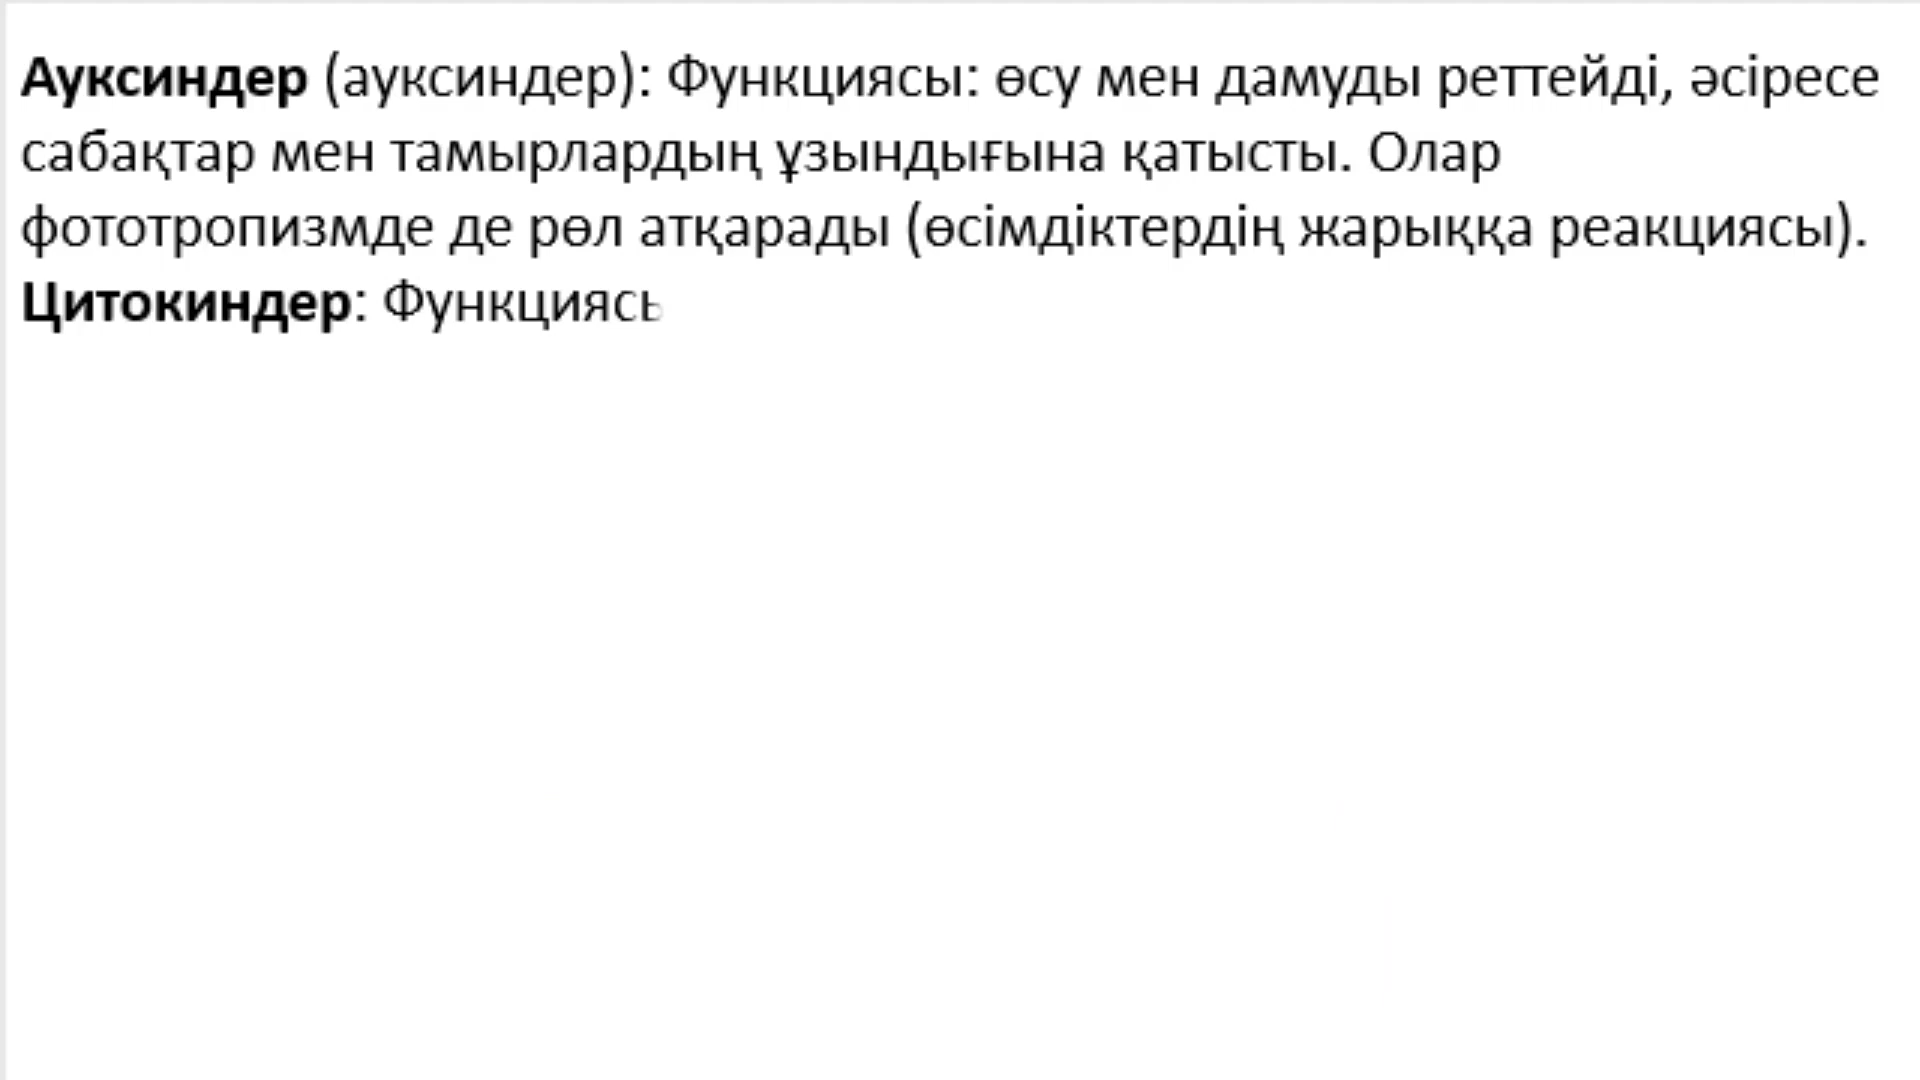 Ауксиндер (ауксиндер): Функциясы: өсу мен дамуды реттейді, әсіресе
сабақтар мен тамырлардың ұзындығына қатысты. Олар
фототропизмде де рөл атқарады (өсімдіктердің жарыққа реакциясы).
Цитокиндер: Функциясы